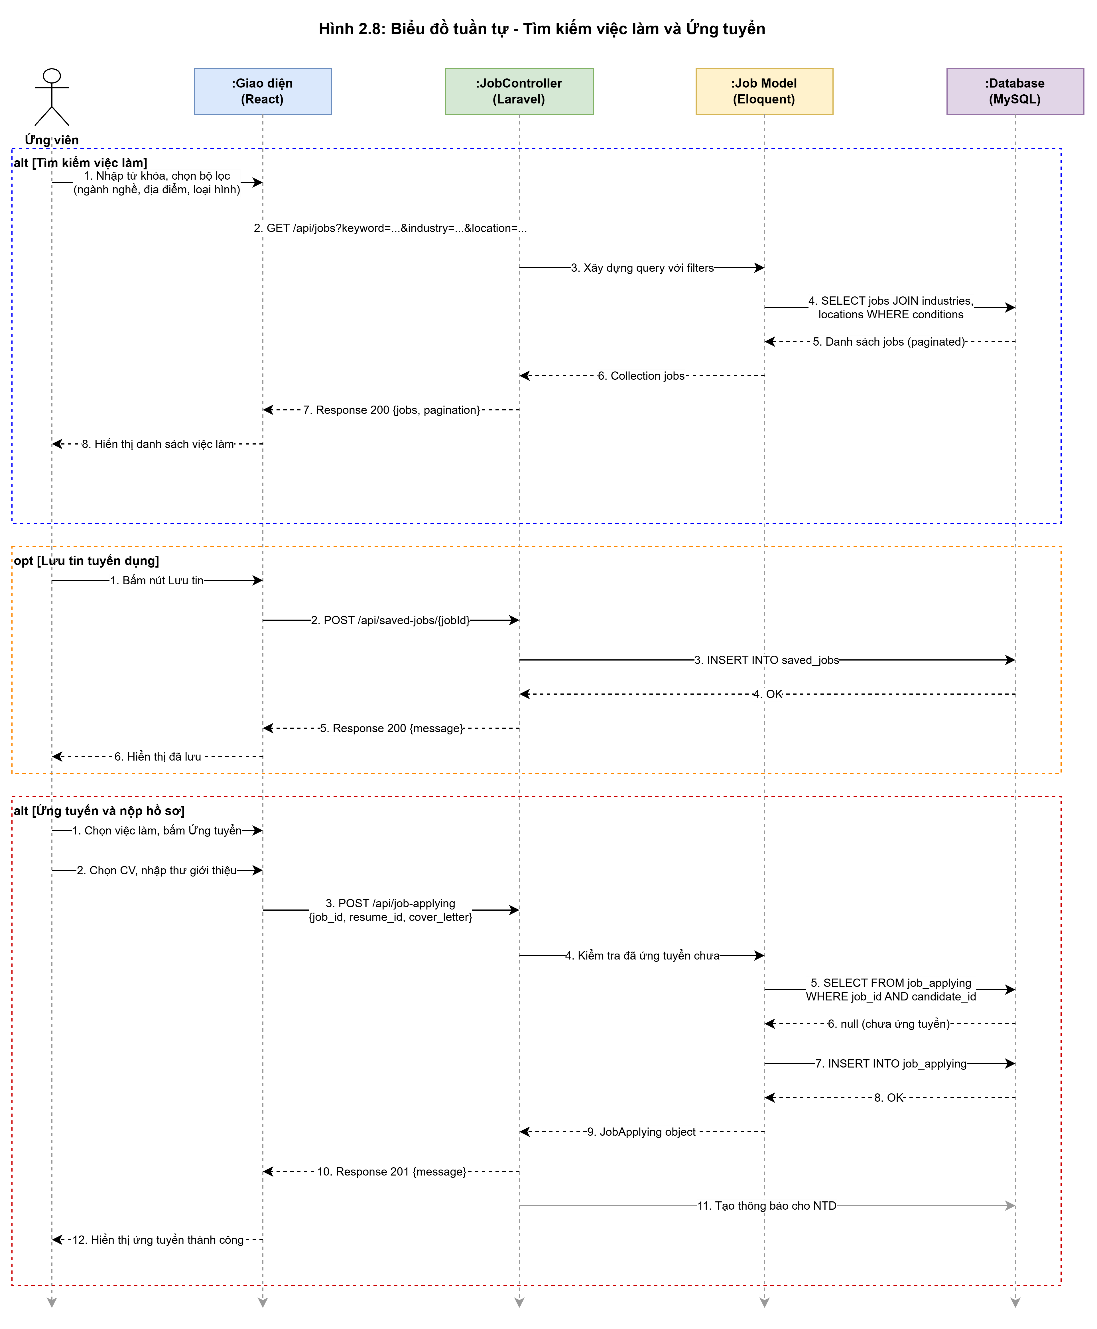 Hình 2.8: Biểu đồ tuần tự - Tìm kiếm việc làm và Ứng tuyển
:Giao diện
(React)
:JobController
(Laravel)
:Job Model
(Eloquent)
:Database
(MySQL)
Ứng viên
alt [Tìm kiếm việc làm]
1. Nhập từ khóa, chọn bộ lọc
(ngành nghề, địa điểm, loại hình)
2. GET /api/jobs?keyword=...&industry=...&location=...
3. Xây dựng query với filters
4. SELECT jobs JOIN industries,
locations WHERE conditions
5. Danh sách jobs (paginated)
6. Collection jobs
7. Response 200 {jobs, pagination}
8. Hiển thị danh sách việc làm
opt [Lưu tin tuyển dụng]
1. Bấm nút Lưu tin
2. POST /api/saved-jobs/{jobId}
3. INSERT INTO saved_jobs
4. OK
5. Response 200 {message}
6. Hiển thị đã lưu
alt [Ứng tuyển và nộp hồ sơ]
1. Chọn việc làm, bấm Ứng tuyển
2. Chọn CV, nhập thư giới thiệu
3. POST /api/job-applying
{job_id, resume_id, cover_letter}
4. Kiểm tra đã ứng tuyển chưa
5. SELECT FROM job_applying
WHERE job_id AND candidate_id
6. null (chưa ứng tuyển)
7. INSERT INTO job_applying
8. OK
9. JobApplying object
10. Response 201 {message}
11. Tạo thông báo cho NTD
12. Hiển thị ứng tuyển thành công